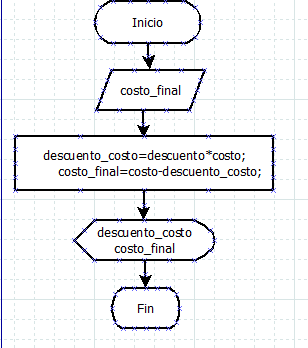 Inicio
costo_final
descuento_costo=descuento*costo;
costo_final=costo-descuento_costo;
descuento_costo
costo_final
Fin